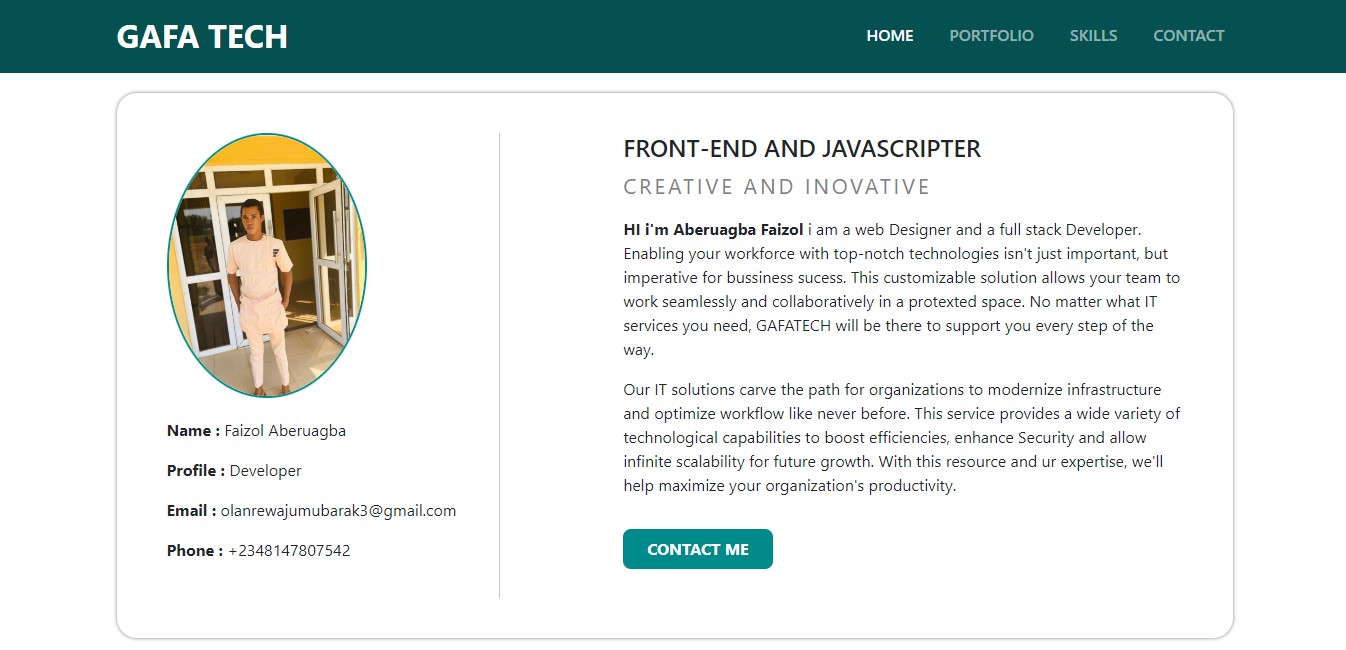 GAFA TECH
HOME
PORTFOLIO
SKILLS
CONTACT
Name : Faizol Aberuagba
Profile : Developer
Email : olanrewajumubarak3@gmail.com
Phone : +2348147807542
FRONT-END AND JAVASCRIPTER
CREATIVE AND INOVATIVE
HI i'm Aberuagba Faizol i am a web Designer and a full stack Developer.
Enabling your workforce with top-notch technologies isn't just important, but
imperative for bussiness sucess. This customizable solution allows your team to
work seamlessly and collaboratively in a protexted space. No matter what IT
services you need, GAFATECH will be there to support you every step of the
way.
Our IT solutions carve the path for organizations to modernize infrastructure
and optimize workflow like never before. This service provides a wide variety of
technological capabilities to boost efficiencies, enhance Security and allow
infinite scalability for future growth. With this resource and ur expertise, we'll
help maximize your organization's productivity.
CONTACT ME